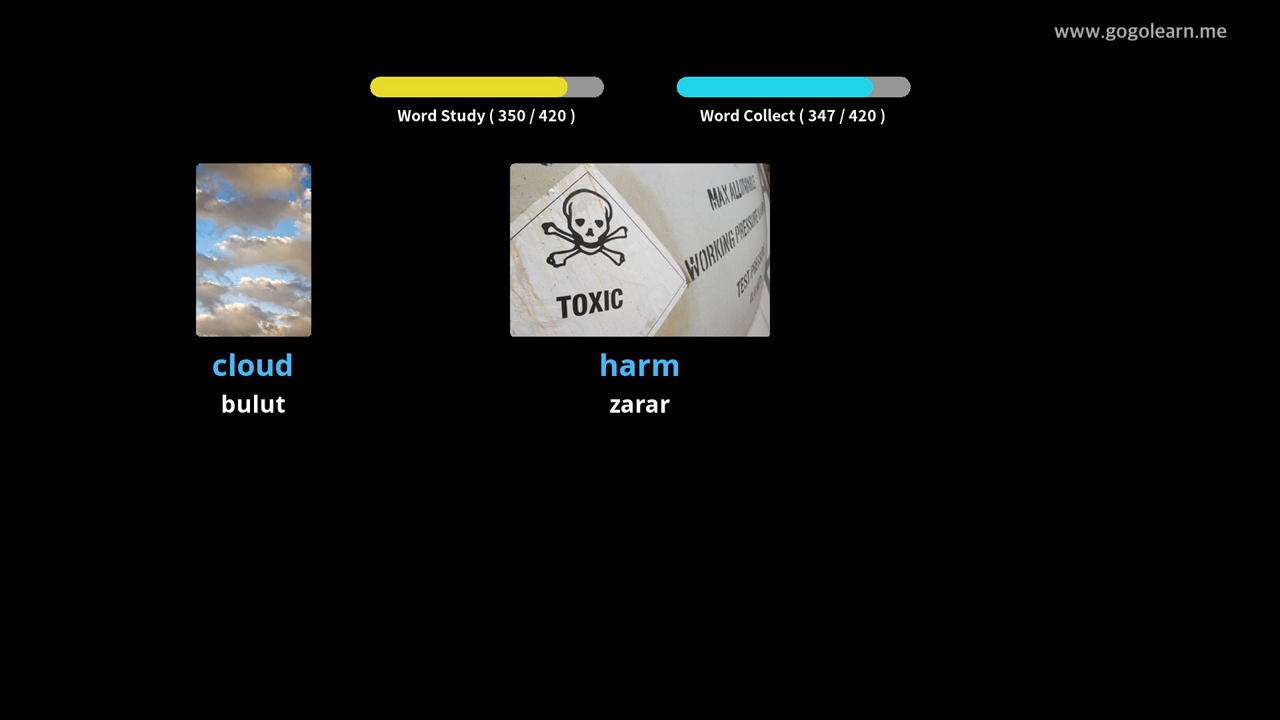 www.gogolearn.me
Word Study ( 350 / 420 )
Word Collect ( 347 / 420 )
TOXIC
MAX ALLOWABLE
WORKING PRESSURE
TEST PRESSURE
cloud
harm
bulut
zarar